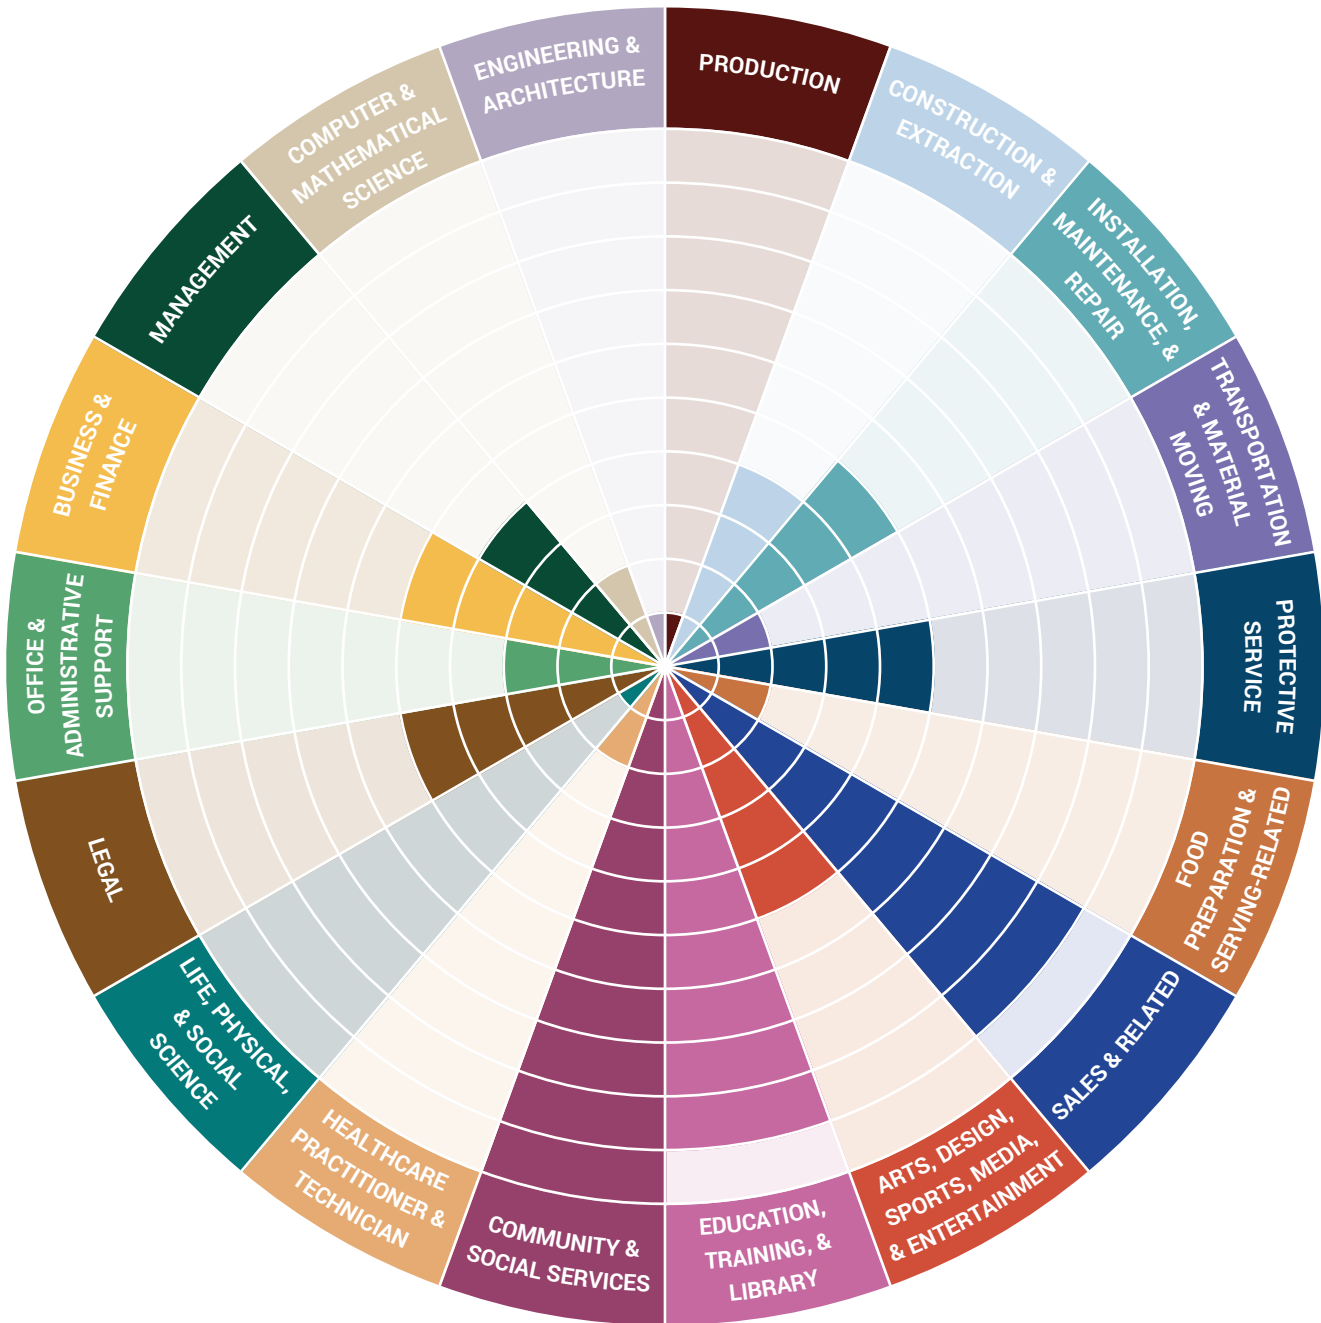 PRODUCTION
CONSTRUCTION &
EXTRACTION
INSTALLATION,
MAINTENANCE, &
REPAIR
TRANSPORTATION
& MATERIAL
MOVING
PROTECTIVE
SERVICE
FOOD
PREPARATION &
SERVING-RELATED
SALES & RELATED
ARTS, DESIGN,
SPORTS, MEDIA,
& ENTERTAINMENT
EDUCATION,
TRAINING, &
LIBRARY
COMMUNITY &
SOCIAL SERVICES
HEALTHCARE
PRACTITIONER &
TECHNICIAN
LIFE, PHYSICAL,
& SOCIAL
SCIENCE
LEGAL
OFFICE &
ADMINISTRATIVE
SUPPORT
BUSINESS &
FINANCE
MANAGEMENT
COMPUTER &
MATHEMATICAL
SCIENCE
ENGINEERING &
ARCHITECTURE